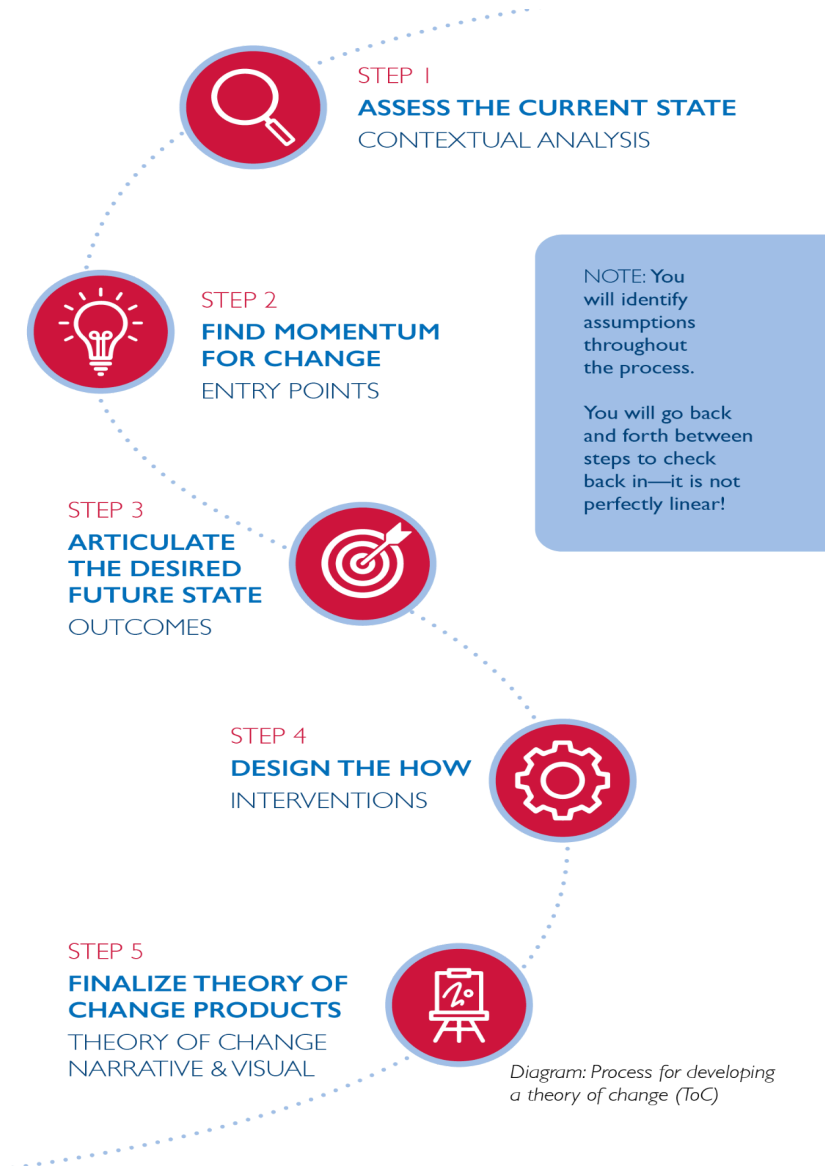 STEP 1
ASSESS THE CURRENT STATE
CONTEXTUAL ANALYSIS
STEP 2
FIND MOMENTUM
FOR CHANGE
ENTRY POINTS
NOTE: You
will identify
assumptions
throughout
the process.
You will go back
and forth between
steps to check
back in—it is not
perfectly linear!
STEP 3
ARTICULATE
THE DESIRED
FUTURE STATE
OUTCOMES
STEP 4
DESIGN THE HOW
INTERVENTIONS
STEP 5
FINALIZE THEORY OF
CHANGE PRODUCTS
THEORY OF CHANGE
NARRATIVE & VISUAL
Diagram: Process for developing
a theory of change (ToC)